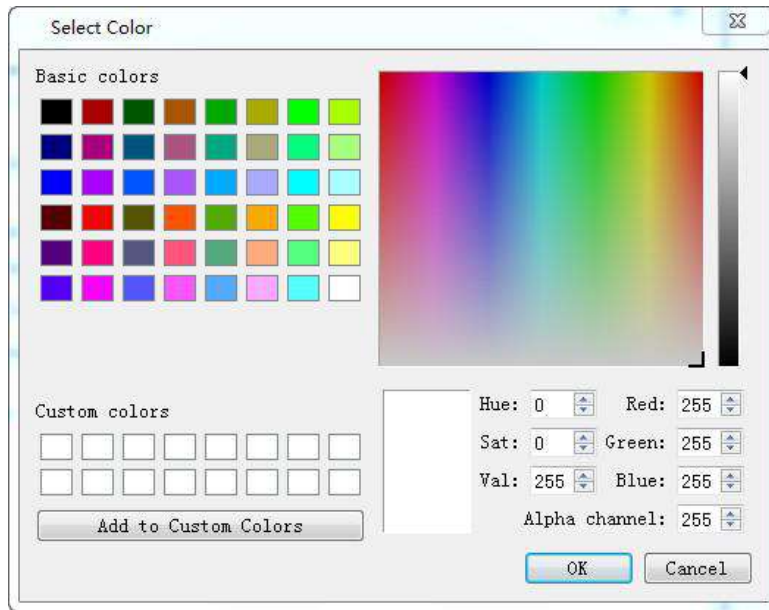 Select Color
Basic colors
Custom colors
Add to Custom Colors
Hue: 0 Red: 255
Sat: 0 Green: 255
Val: 255 Blue: 255
Alpha channel: 255
OK Cancel